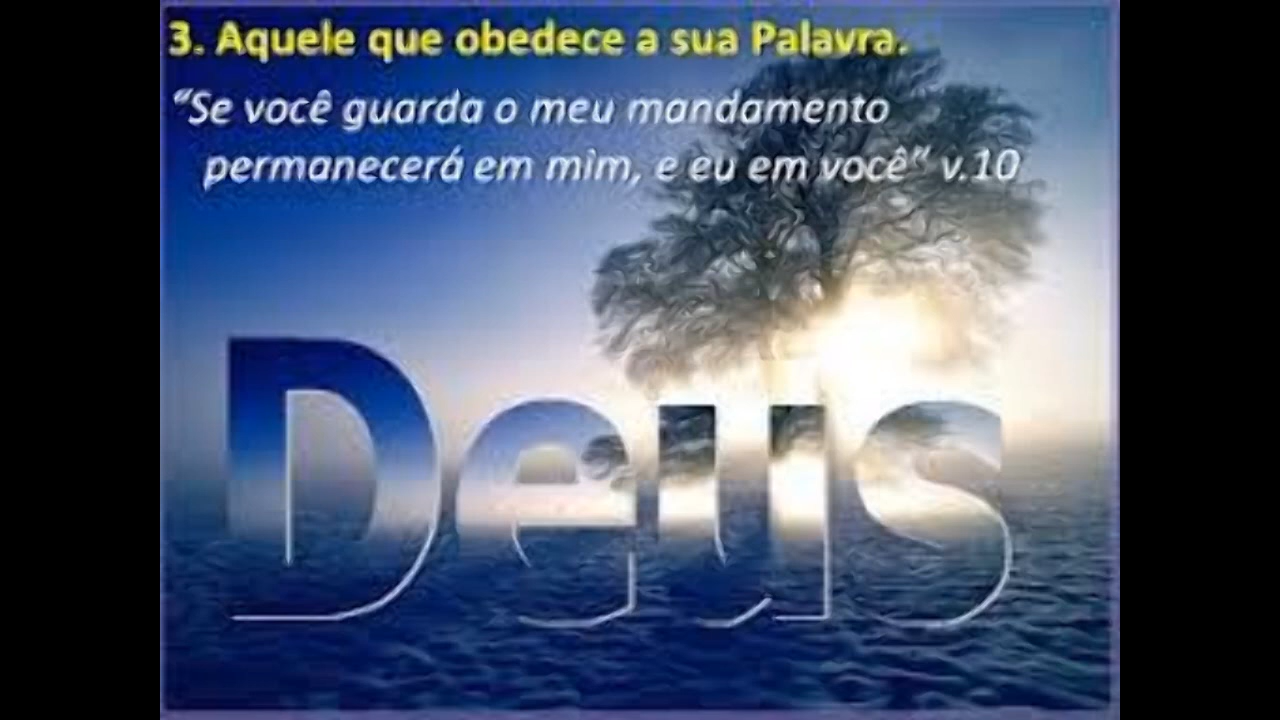 3. Aquele que obedece a sua Palavra.
“Se você guarda o meu mandamento
permanecerá em mim, e eu em você“ v.10
Deus